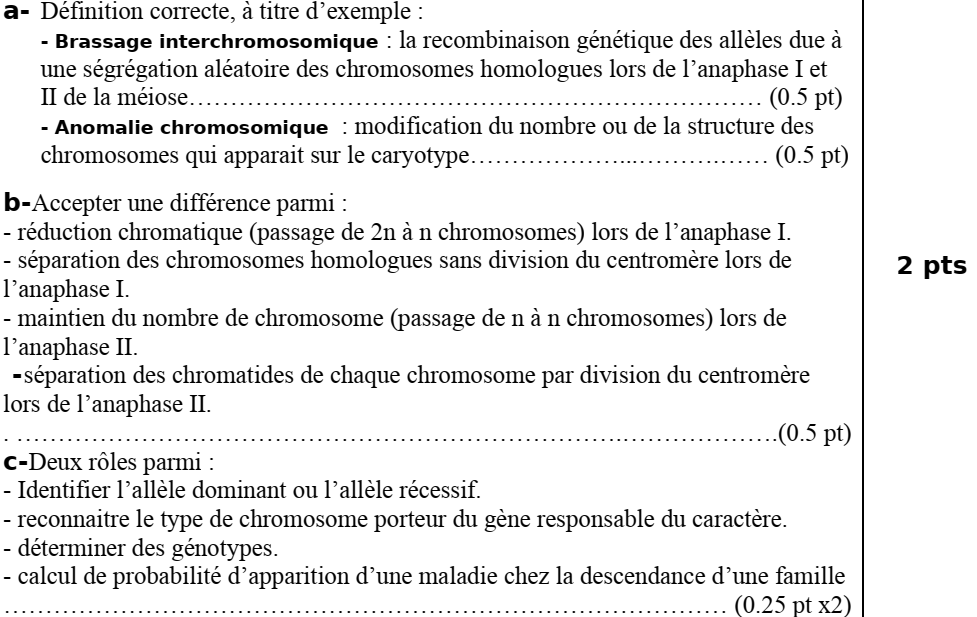 a- Définition correcte, à titre d’exemple :
- Brassage interchromosomique : la recombinaison génétique des allèles due à
une ségrégation aléatoire des chromosomes homologues lors de l’anaphase I et
II de la méiose…………………………………………………………… (0.5 pt)
- Anomalie chromosomique : modification du nombre ou de la structure des
chromosomes qui apparait sur le caryotype………………...……….…… (0.5 pt)
b-Accepter une différence parmi :
- réduction chromatique (passage de 2n à n chromosomes) lors de l’anaphase I.
- séparation des chromosomes homologues sans division du centromère lors de
l’anaphase I.
2 pts
- maintien du nombre de chromosome (passage de n à n chromosomes) lors de
l’anaphase II.
-séparation des chromatides de chaque chromosome par division du centromère
lors de l’anaphase II.
. ……………………………………………………………….……………….(0.5 pt)
c-Deux rôles parmi :
- Identifier l’allèle dominant ou l’allèle récessif.
- reconnaitre le type de chromosome porteur du gène responsable du caractère.
- déterminer des génotypes.
- calcul de probabilité d’apparition d’une maladie chez la descendance d’une famille
…………………………………………………………………………… (0.25 pt x2)